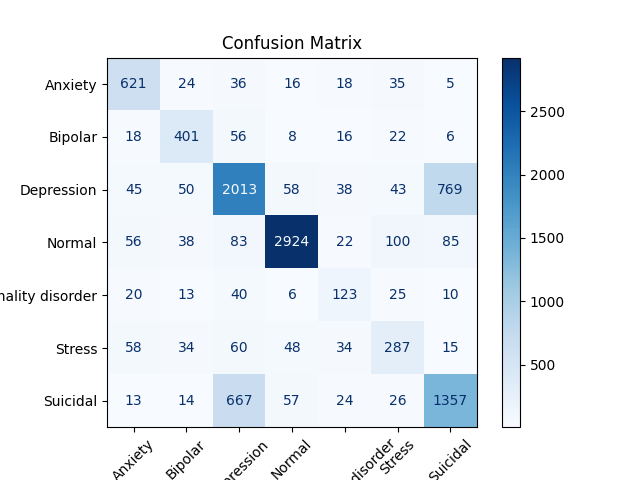 Confusion Matrix
Anxiety 621 24 36 16 18 35 5
Bipolar 18 401 56 8 16 22 6
Depression 45 50 2013 58 38 43 769
Normal 56 38 83 2924 22 100 85
nality disorder 20 13 40 6 123 25 10
Stress 58 34 60 48 34 287 15
Suicidal 13 14 667 57 24 26 1357
Anxiety Bipolar ression Normal disorder Stress Suicidal
2500
2000
1500
1000
500